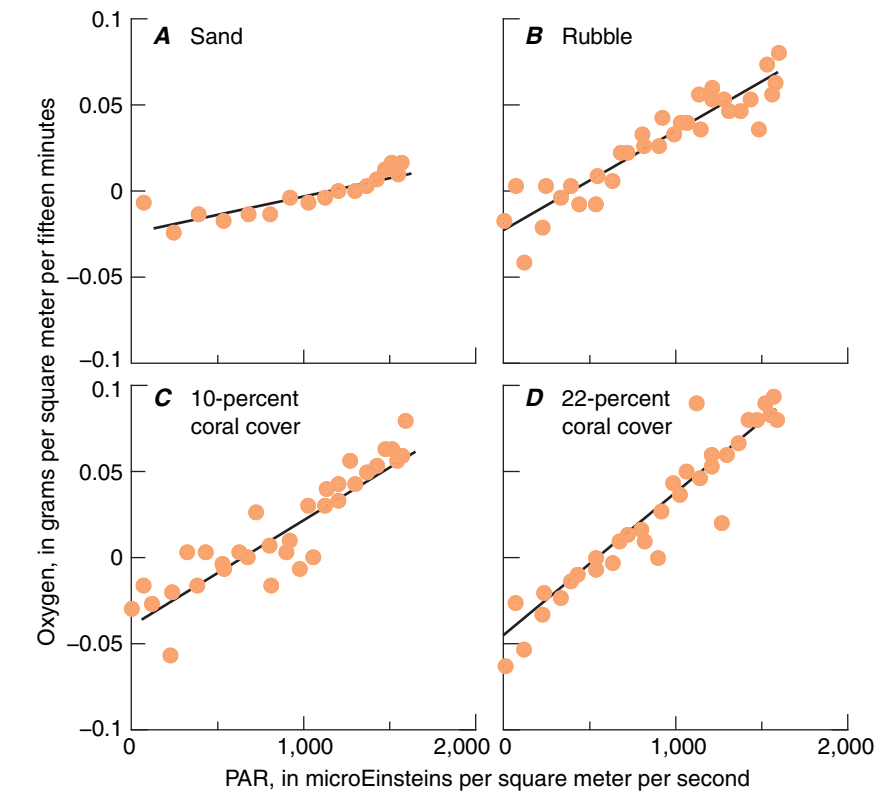 Oxygen, in grams per square meter per fifteen minutes
A Sand
0.1
0.05
0
−0.05
−0.1
B Rubble
C 10-percent
coral cover
0.1
0.05
0
−0.05
−0.1
0 1,000 2,000
D 22-percent
coral cover
0 1,000 2,000
PAR, in microEinsteins per square meter per second